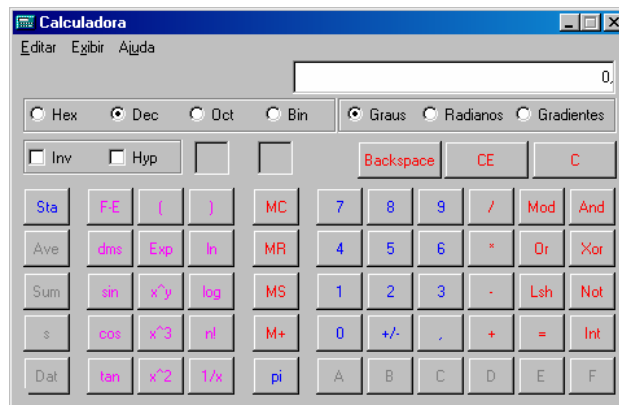 Calculadora
Editar Exibir Ajuda
0,
Hex Dec Oct Bin Graus Radianos Gradientes
Inv Hyp Backspace CE C
Sta F-E ( ) MC 7 8 9 / Mod And
Ave dms Exp ln MR 4 5 6 * Or Xor
Sum sin x^y log MS 1 2 3 - Lsh Not
s cos x^3 n! M+ 0 +/- , + = Int
Dat tan x^2 1/x pi A B C D E F